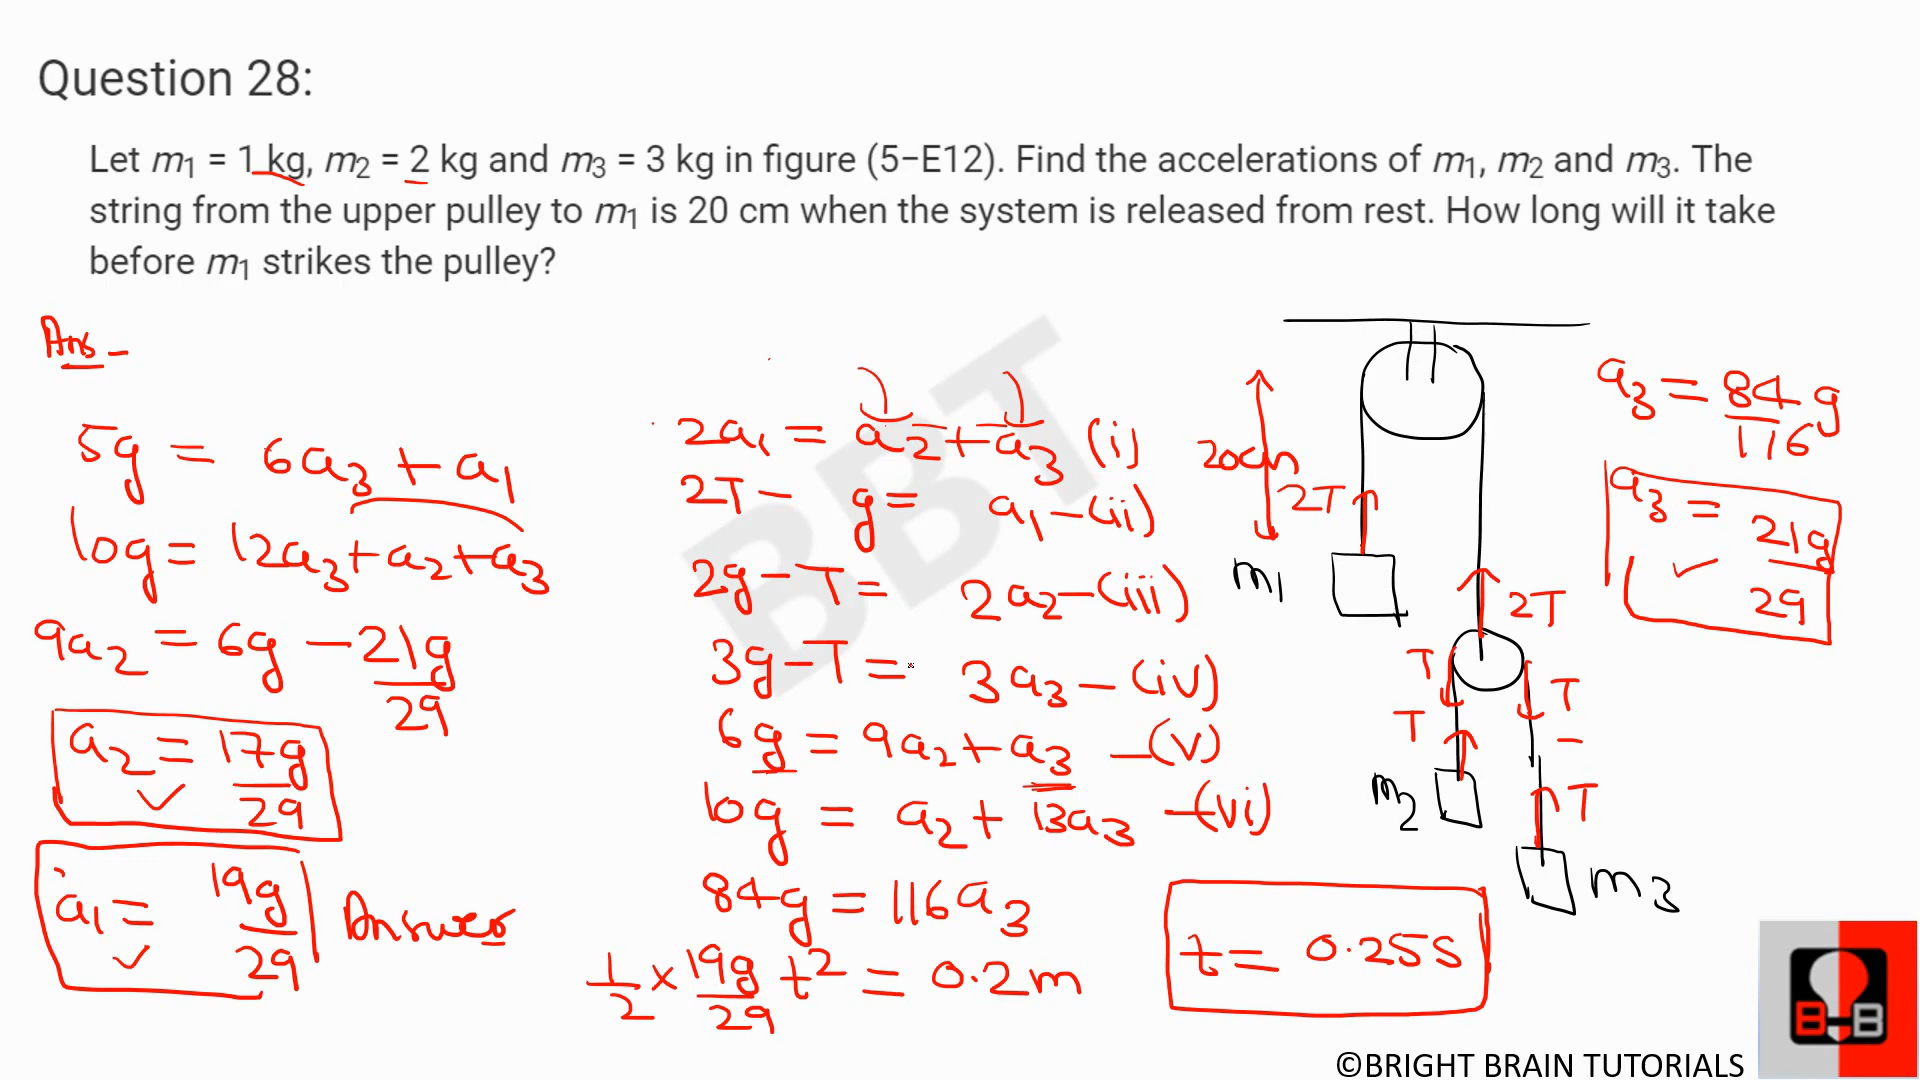 Question 28:
Let m1 = 1 kg, m2 = 2 kg and m3 = 3 kg in figure (5−E12). Find the accelerations of m1, m2 and m3. The
string from the upper pulley to m1 is 20 cm when the system is released from rest. How long will it take
before m1 strikes the pulley?
Ans -
5g = 6a3 + a1
10g = 12a3 + a2 + a3
9a2 = 6g - 21g/29
a2 = 17g/29
a1 = 19g/29 Answer
2a1 = a2 + a3 (i)
2T - g = a1 - (ii)
2g - T = 2a2 - (iii)
3g - T = 3a3 - (iv)
6g = 9a2 + a3 - (v)
10g = a2 + 13a3 - (vi)
84g = 116a3
1/2 × 19g/29 t² = 0.2m
t = 0.25s
20cm
2T
m1
2T
T
T
T
m2
T
m3
a3 = 84/116 g
a3 = 21g/29
BBT
B-B
©BRIGHT BRAIN TUTORIALS